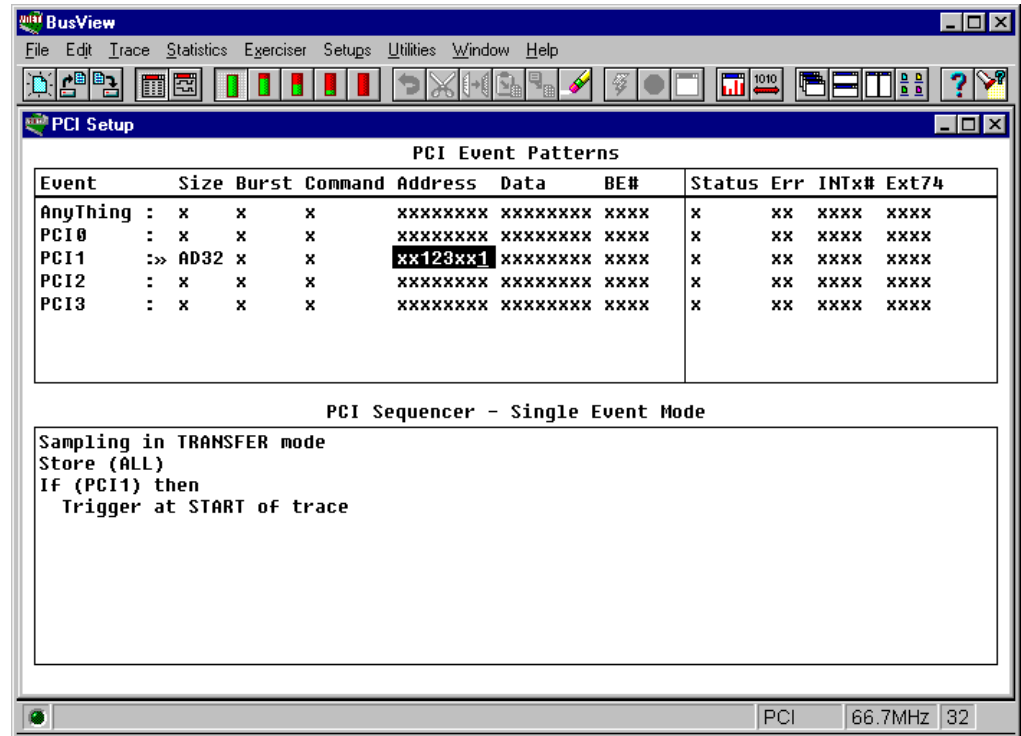 BusView
File Edit Trace Statistics Exerciser Setups Utilities Window Help
1010
PCI Setup
PCI Event Patterns
Event Size Burst Command Address Data BE# Status Err INTx# Ext74
AnyThing : x x x xxxxxxxx xxxxxxxx xxxx x xx xxxx xxxx
PCI0 : x x x xxxxxxxx xxxxxxxx xxxx x xx xxxx xxxx
PCI1 :» AD32 x x xx123xx1 xxxxxxxx xxxx x xx xxxx xxxx
PCI2 : x x x xxxxxxxx xxxxxxxx xxxx x xx xxxx xxxx
PCI3 : x x x xxxxxxxx xxxxxxxx xxxx x xx xxxx xxxx
PCI Sequencer - Single Event Mode
Sampling in TRANSFER mode
Store (ALL)
If (PCI1) then
Trigger at START of trace
PCI 66.7MHz 32